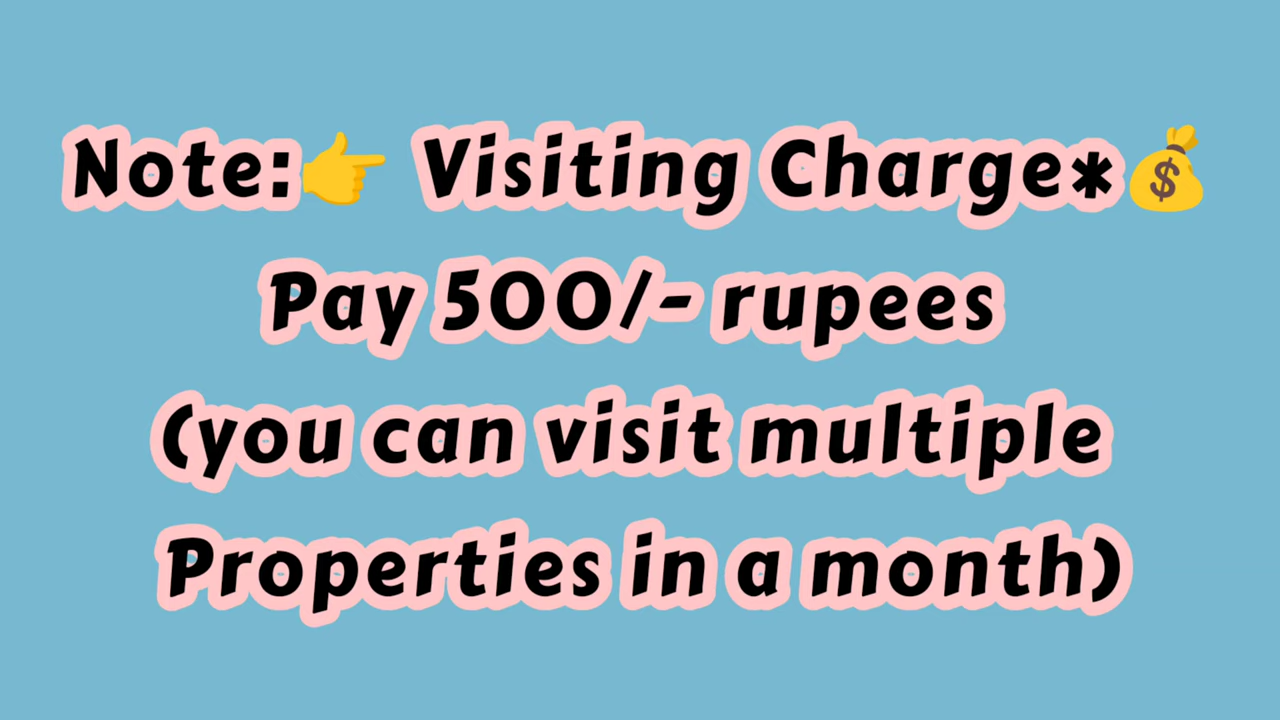 Note:👉 Visiting Charge*💰
Pay 500/- rupees
(you can visit multiple
Properties in a month)